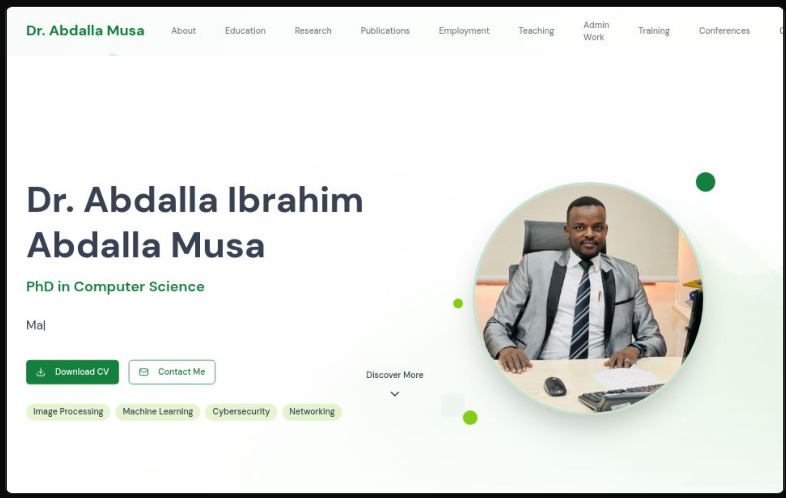 Dr. Abdalla Musa
About
Education
Research
Publications
Employment
Teaching
Admin
Work
Training
Conferences
Dr. Abdalla Ibrahim
Abdalla Musa
PhD in Computer Science
Ma|
Download CV
Contact Me
Discover More
Image Processing
Machine Learning
Cybersecurity
Networking